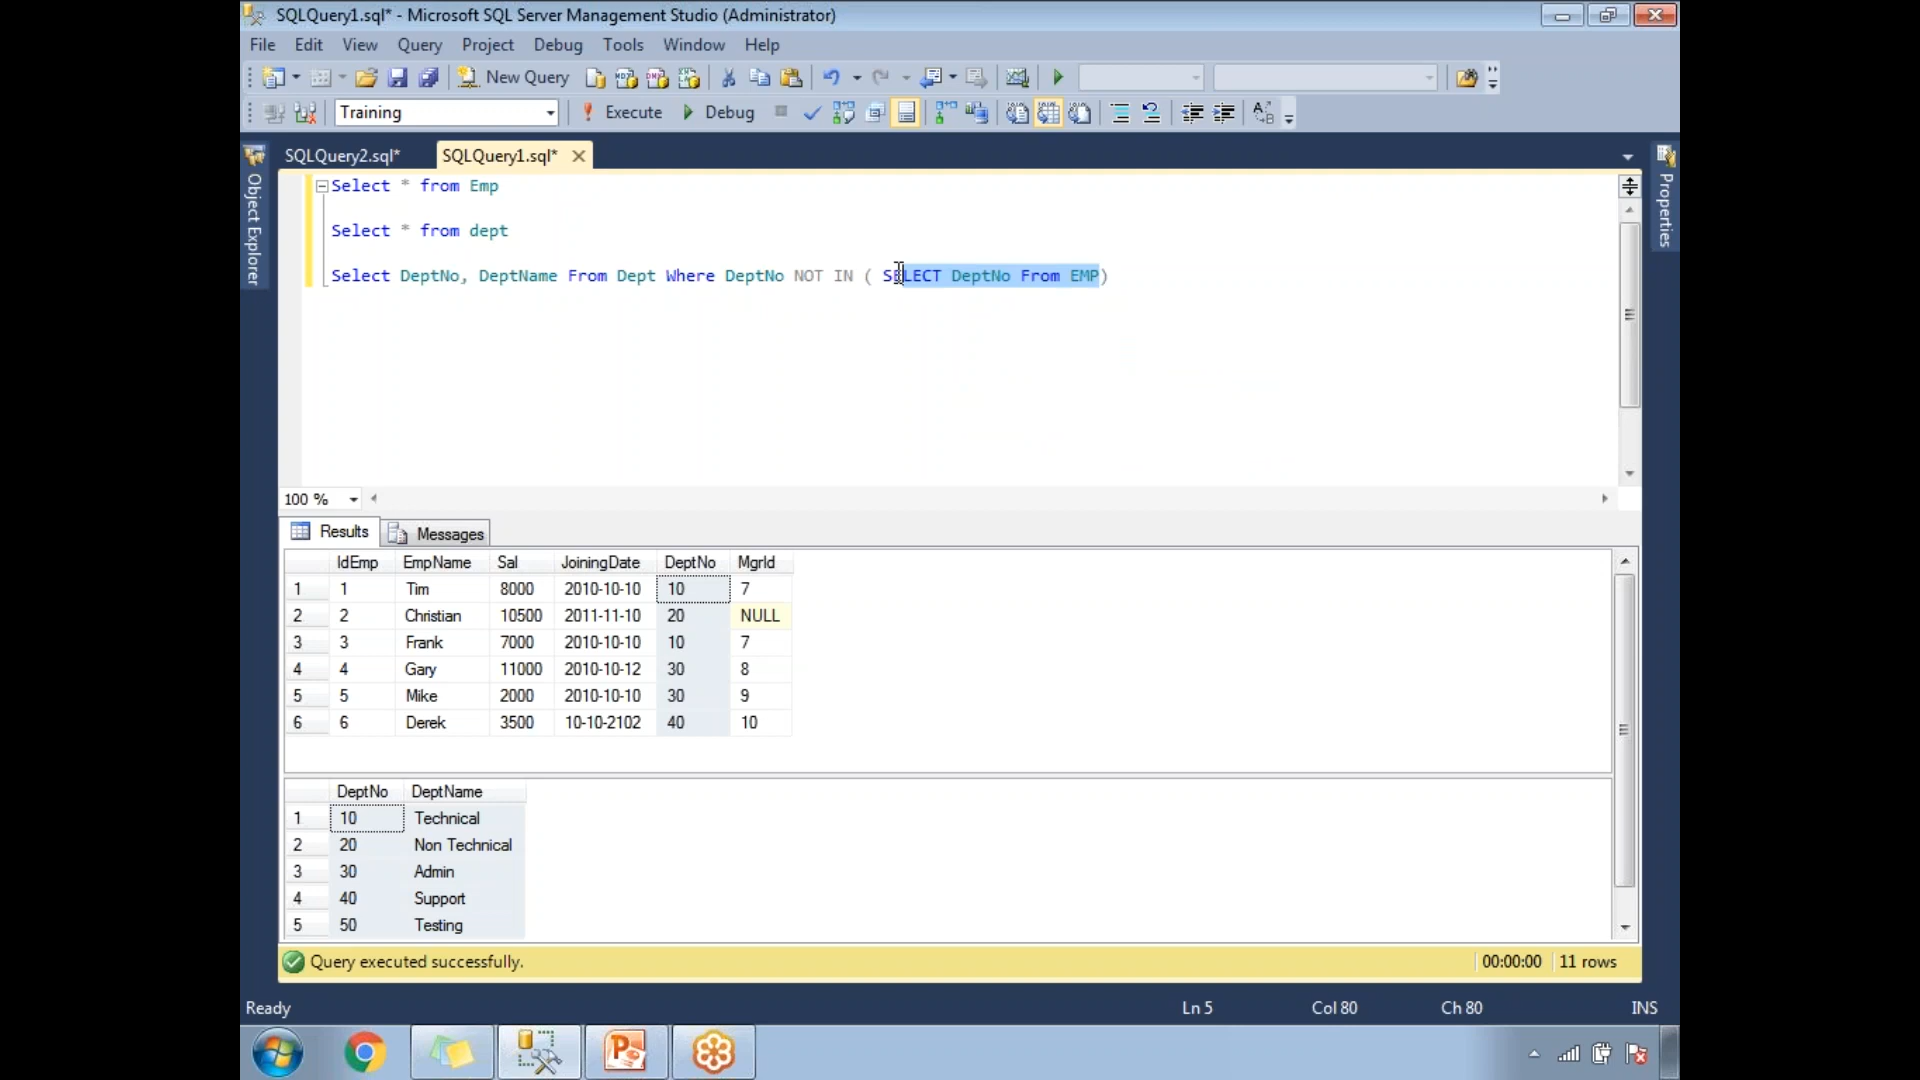 SQLQuery1.sql* - Microsoft SQL Server Management Studio (Administrator)
File Edit View Query Project Debug Tools Window Help
New Query
Training Execute Debug
SQLQuery2.sql* SQLQuery1.sql*
Object Explorer
Properties
Select * from Emp
Select * from dept
Select DeptNo, DeptName From Dept Where DeptNo NOT IN ( SELECT DeptNo From EMP)
100 %
Results Messages
IdEmp EmpName Sal JoiningDate DeptNo MgrId
1 1 Tim 8000 2010-10-10 10 7
2 2 Christian 10500 2011-11-10 20 NULL
3 3 Frank 7000 2010-10-10 10 7
4 4 Gary 11000 2010-10-12 30 8
5 5 Mike 2000 2010-10-10 30 9
6 6 Derek 3500 10-10-2102 40 10
DeptNo DeptName
1 10 Technical
2 20 Non Technical
3 30 Admin
4 40 Support
5 50 Testing
Query executed successfully. 00:00:00 11 rows
Ready Ln 5 Col 80 Ch 80 INS